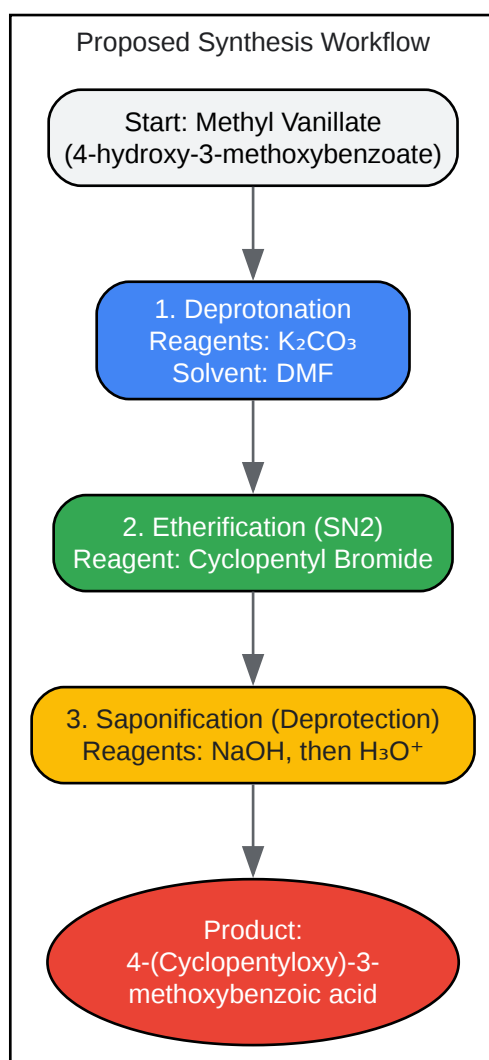 Proposed Synthesis Workflow
Start: Methyl Vanillate
(4-hydroxy-3-methoxybenzoate)
1. Deprotonation
Reagents: K₂CO₃
Solvent: DMF
2. Etherification (SN2)
Reagent: Cyclopentyl Bromide
3. Saponification (Deprotection)
Reagents: NaOH, then H₃O⁺
Product:
4-(Cyclopentyloxy)-3-
methoxybenzoic acid